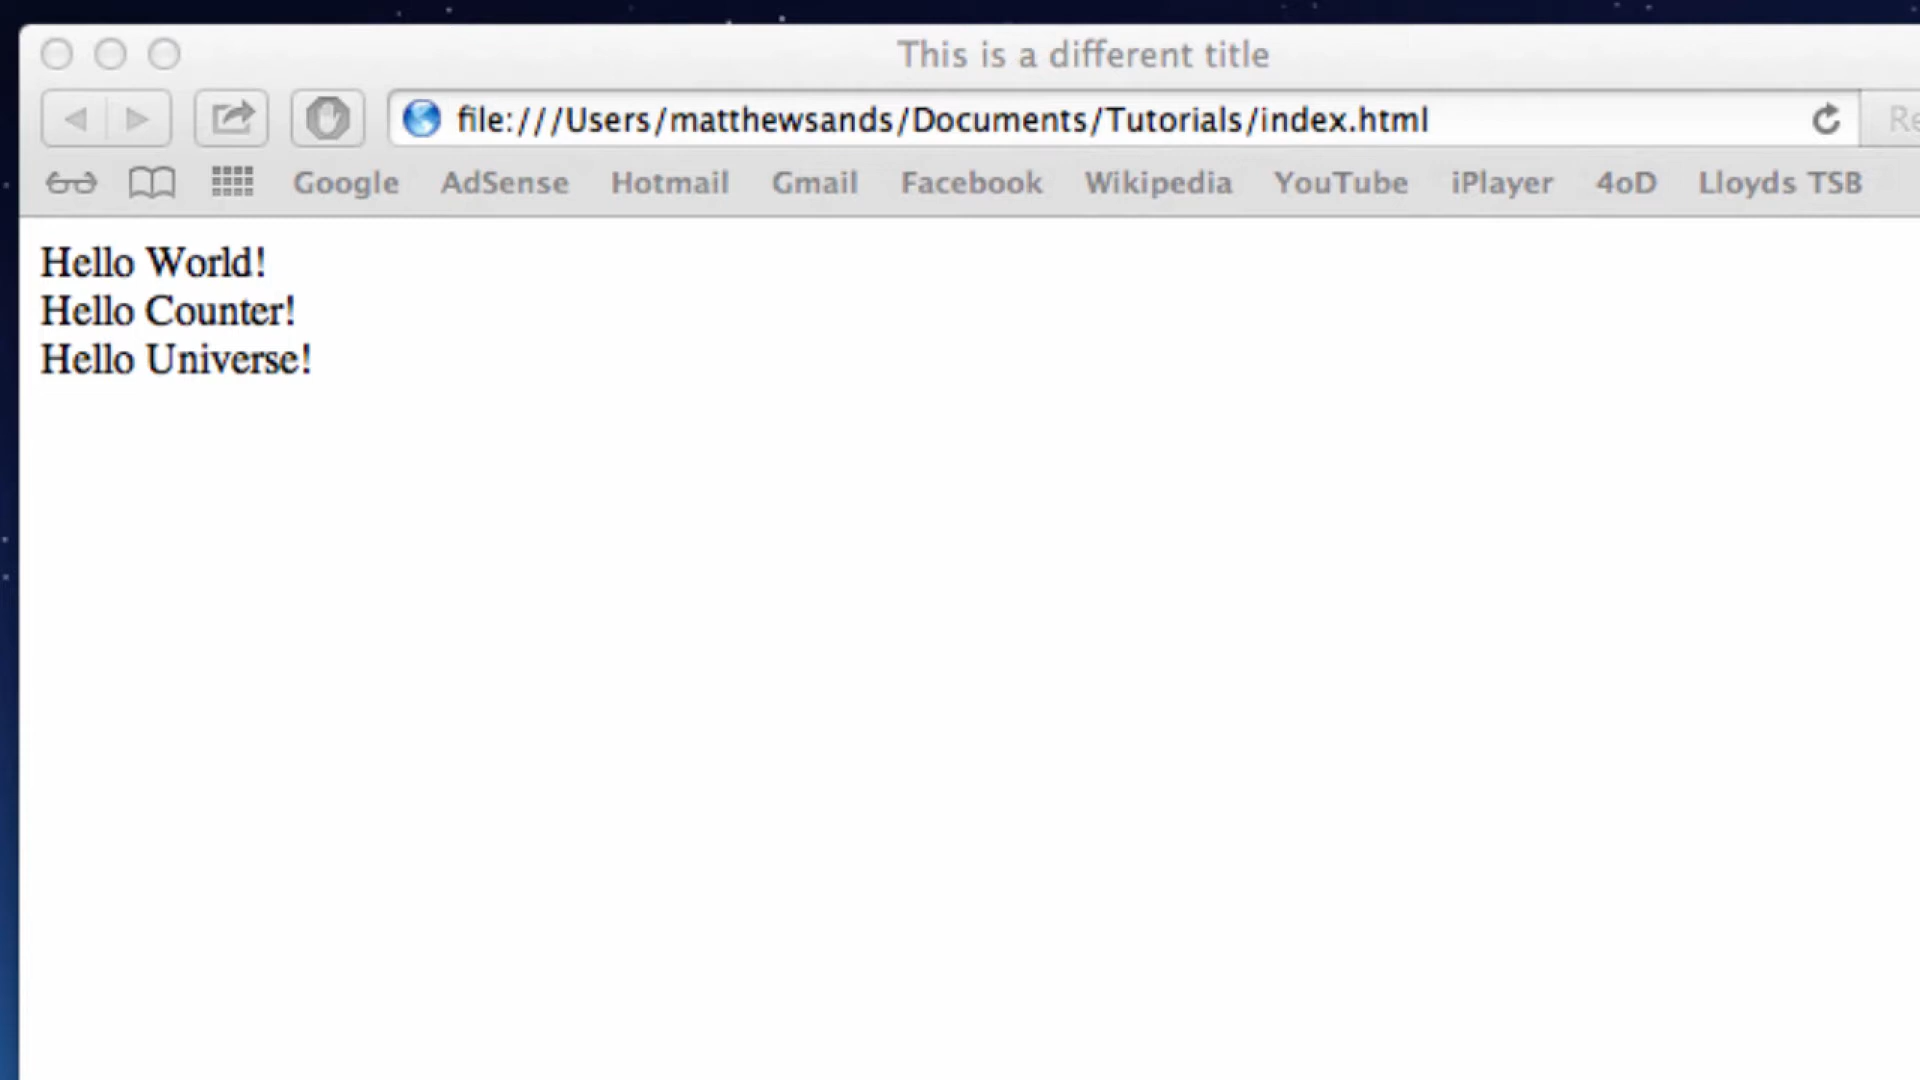 This is a different title
file:///Users/matthewsands/Documents/Tutorials/index.html
Google AdSense Hotmail Gmail Facebook Wikipedia YouTube iPlayer 4oD Lloyds TSB
Hello World!
Hello Counter!
Hello Universe!